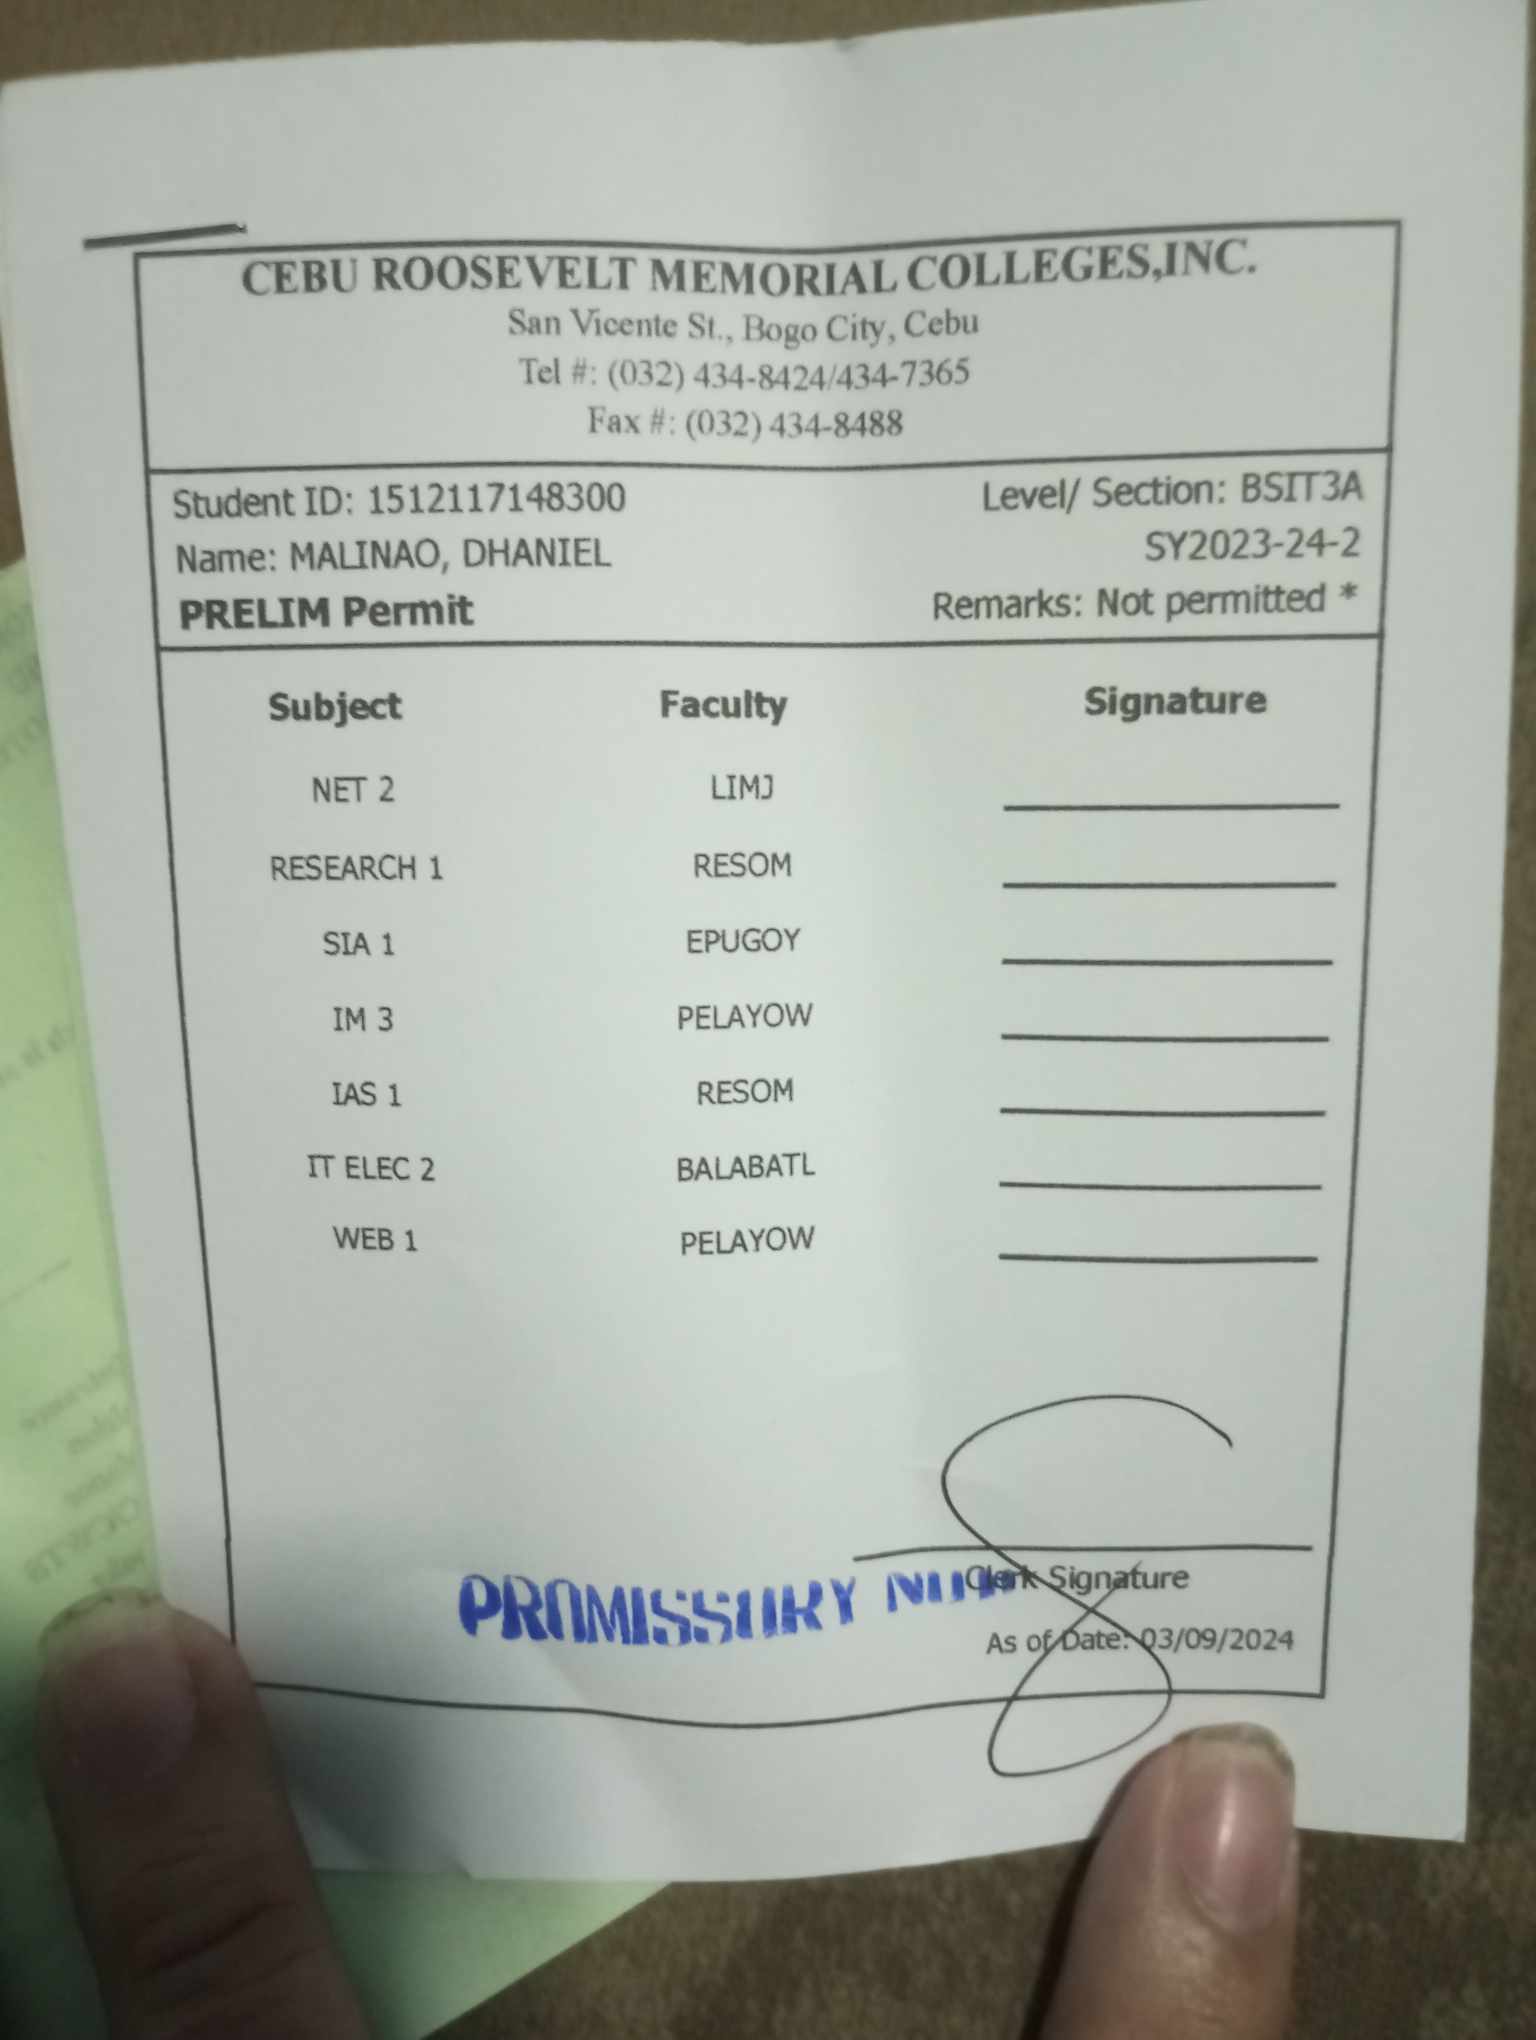 CEBU ROOSEVELT MEMORIAL COLLEGES,INC.
San Vicente St., Bogo City, Cebu
Tel #: (032) 434-8424/434-7365
Fax #: (032) 434-8488
Student ID: 1512117148300 Level/ Section: BSIT3A
Name: MALINAO, DHANIEL SY2023-24-2
PRELIM Permit Remarks: Not permitted *
Subject Faculty Signature
NET 2 LIMJ
RESEARCH 1 RESOM
SIA 1 EPUGOY
IM 3 PELAYOW
IAS 1 RESOM
IT ELEC 2 BALABATL
WEB 1 PELAYOW
Clerk Signature
PROMISSORY
As of Date: 03/09/2024